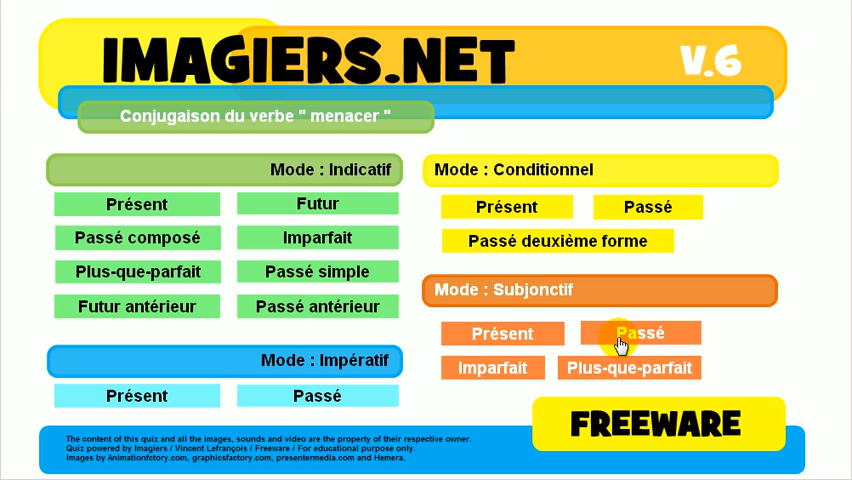 IMAGIERS.NET
V.6
Conjugaison du verbe " menacer "
Mode : Indicatif
Présent
Futur
Passé composé
Imparfait
Plus-que-parfait
Passé simple
Futur antérieur
Passé antérieur
Mode : Impératif
Présent
Passé
Mode : Conditionnel
Présent
Passé
Passé deuxième forme
Mode : Subjonctif
Présent
Passé
Imparfait
Plus-que-parfait
FREEWARE
The content of this quiz and all the images, sounds and video are the property of their respective owner.
Quiz powered by Imagiers / Vincent Lefrançois / Freeware / For educational purpose only.
Images by Animationfctory.com, graphicsfactory.com, presentermedia.com and Hemera.